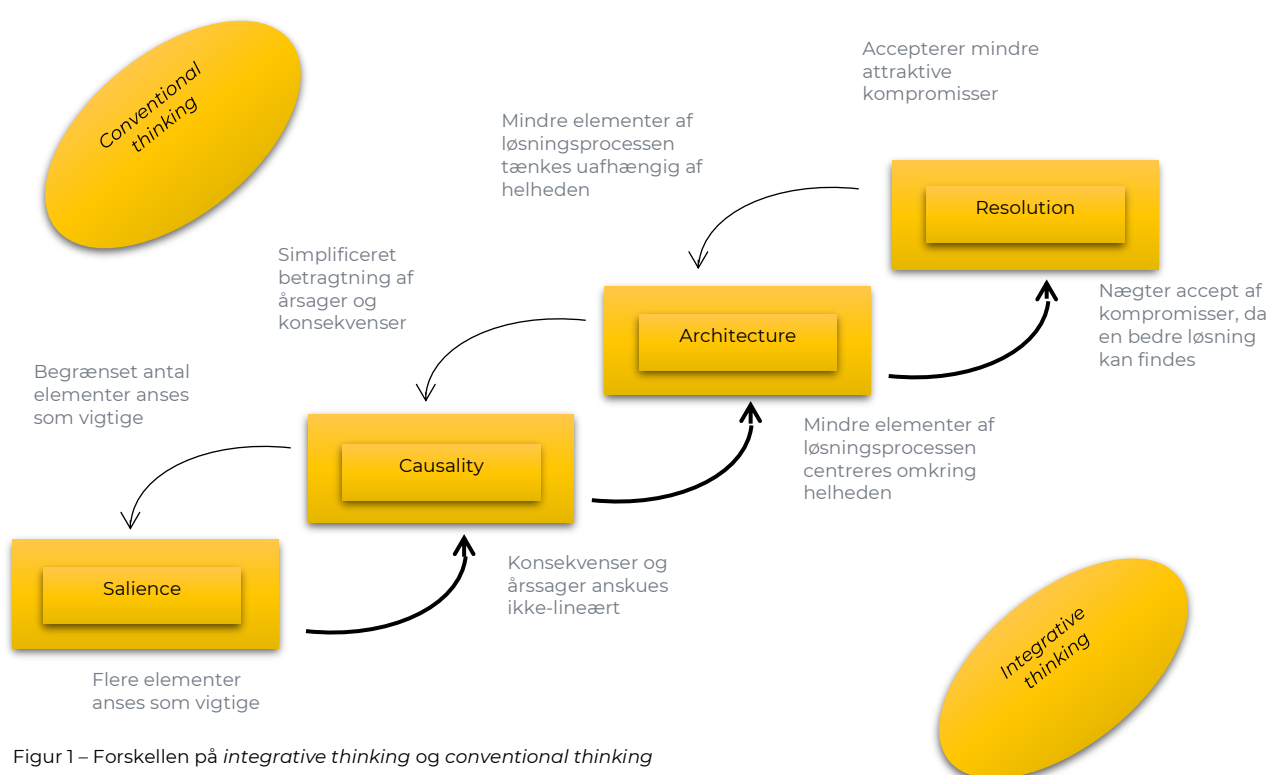 Conventional
thinking
Accepterer mindre
attraktive
kompromisser
Mindre elementer af
løsningsprocessen
tænkes uafhængig af
helheden
Resolution
Simplificeret
betragtning af
årsager og
konsekvenser
Nægter accept af
kompromisser, da
en bedre løsning
kan findes
Architecture
Begrænset antal
elementer anses
som vigtige
Mindre elementer af
løsningsprocessen
centreres omkring
helheden
Causality
Konsekvenser og
årssager anskues
ikke-lineært
Salience
Integrative
thinking
Flere elementer
anses som vigtige
Figur 1 – Forskellen på integrative thinking og conventional thinking